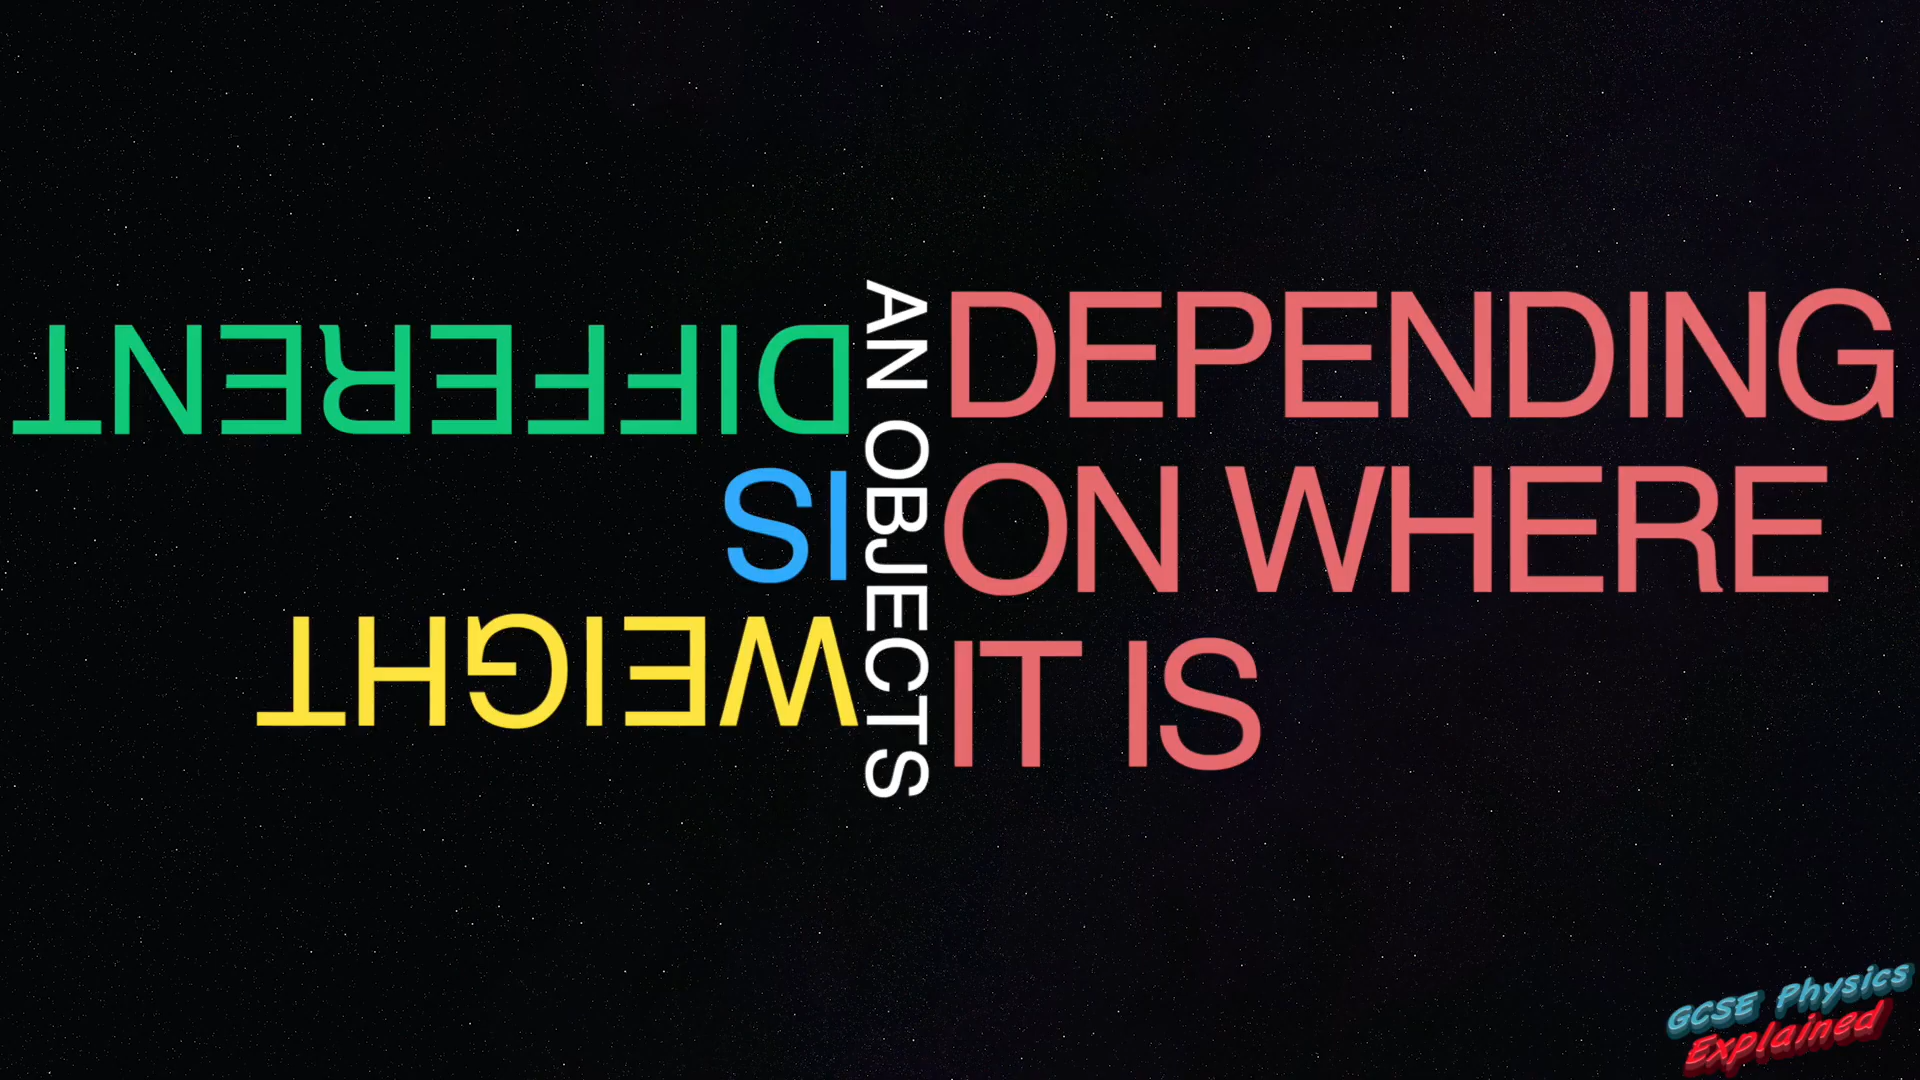 AN OBJECTS
WEIGHT
IS
DIFFERENT
DEPENDING
ON WHERE
IT IS
GCSE Physics
Explained